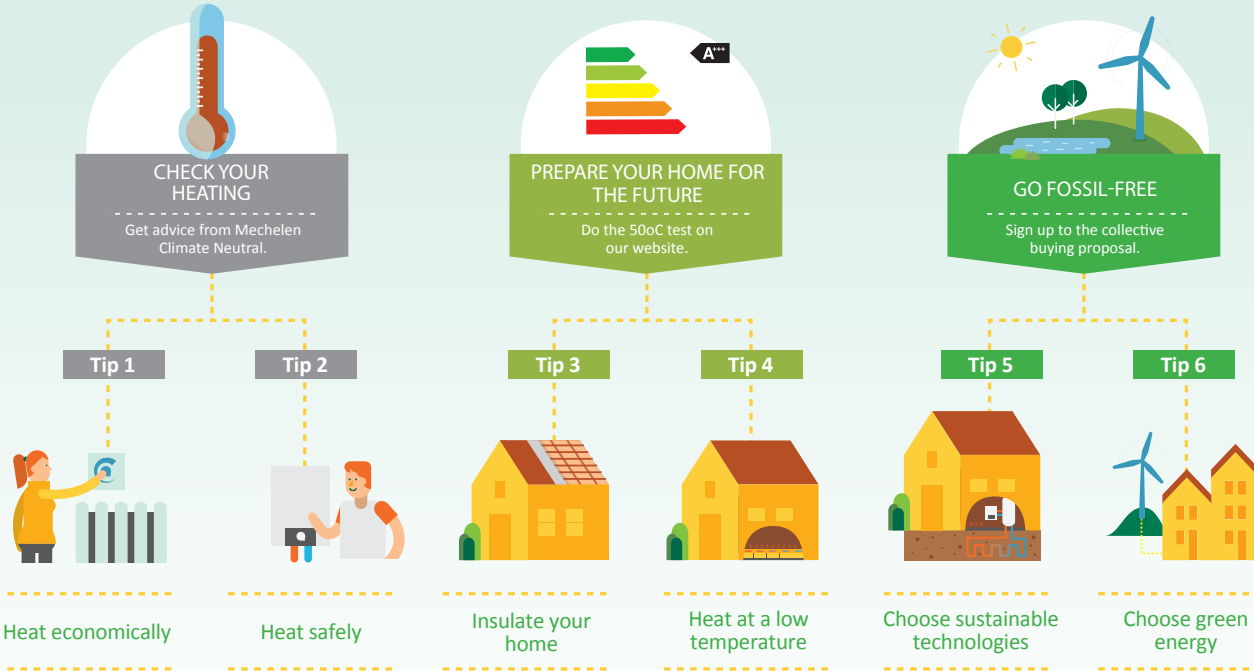 A+++
CHECK YOUR
HEATING
Get advice from Mechelen
Climate Neutral.
PREPARE YOUR HOME FOR
THE FUTURE
Do the 50oC test on
our website.
GO FOSSIL-FREE
Sign up to the collective
buying proposal.
Tip 1
Tip 2
Tip 3
Tip 4
Tip 5
Tip 6
Heat economically
Heat safely
Insulate your
home
Heat at a low
temperature
Choose sustainable
technologies
Choose green
energy